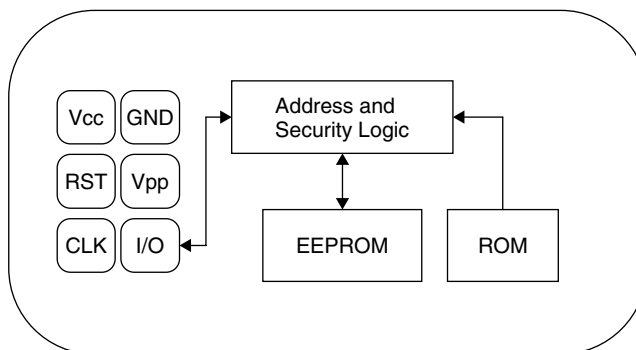 Vcc GND
RST Vpp
CLK I/O
Address and
Security Logic
EEPROM
ROM